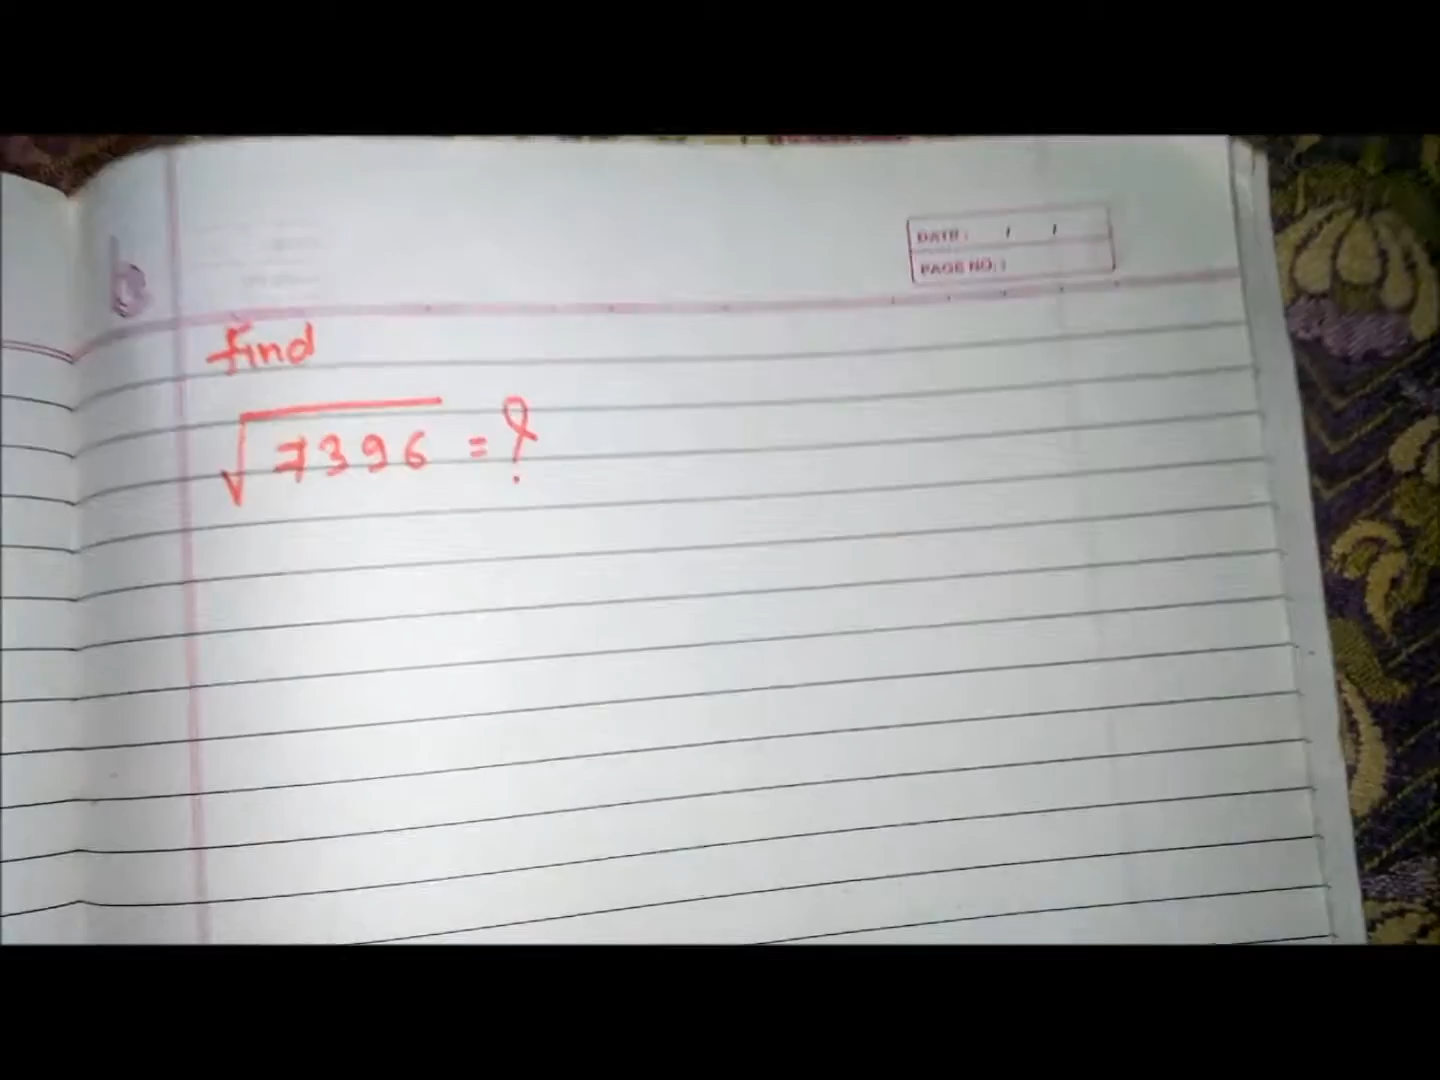 DATE : / /
PAGE NO. :
find
√7396 = ?